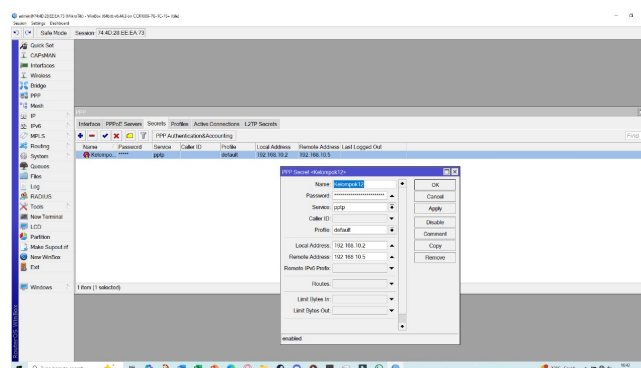 Session Settings Dashboard
Safe Mode Session: 74:4D:28:EE:EA:73
Quick Set
CAPsMAN
Interfaces
Wireless
Bridge
PPP
Mesh
IP
IPv6
MPLS
Routing
System
Queues
Files
Log
RADIUS
Tools
New Terminal
LCD
Partition
Make Supout.rif
New WinBox
Exit
Windows
RouterOS WinBox
PPP
Interface PPPoE Servers Secrets Profiles Active Connections L2TP Secrets
PPP Authentication&Accounting
Find
Name Password Service Caller ID Profile Local Address Remote Address Last Logged Out
Kelompo... ***** pptp default 192.168.10.2 192.168.10.5
1 item (1 selected)
PPP Secret <Kelompok12>
Name: Kelompok12
Password:
Service: pptp
Caller ID:
Profile: default
Local Address: 192.168.10.2
Remote Address: 192.168.10.5
Remote IPv6 Prefix:
Routes:
Limit Bytes In:
Limit Bytes Out:
enabled
OK
Cancel
Apply
Disable
Comment
Copy
Remove